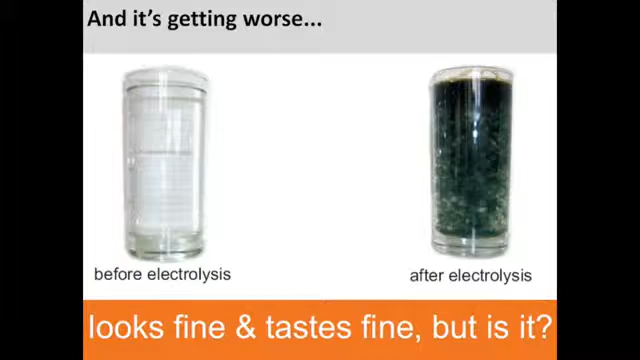 And it's getting worse...
before electrolysis
after electrolysis
looks fine & tastes fine, but is it?